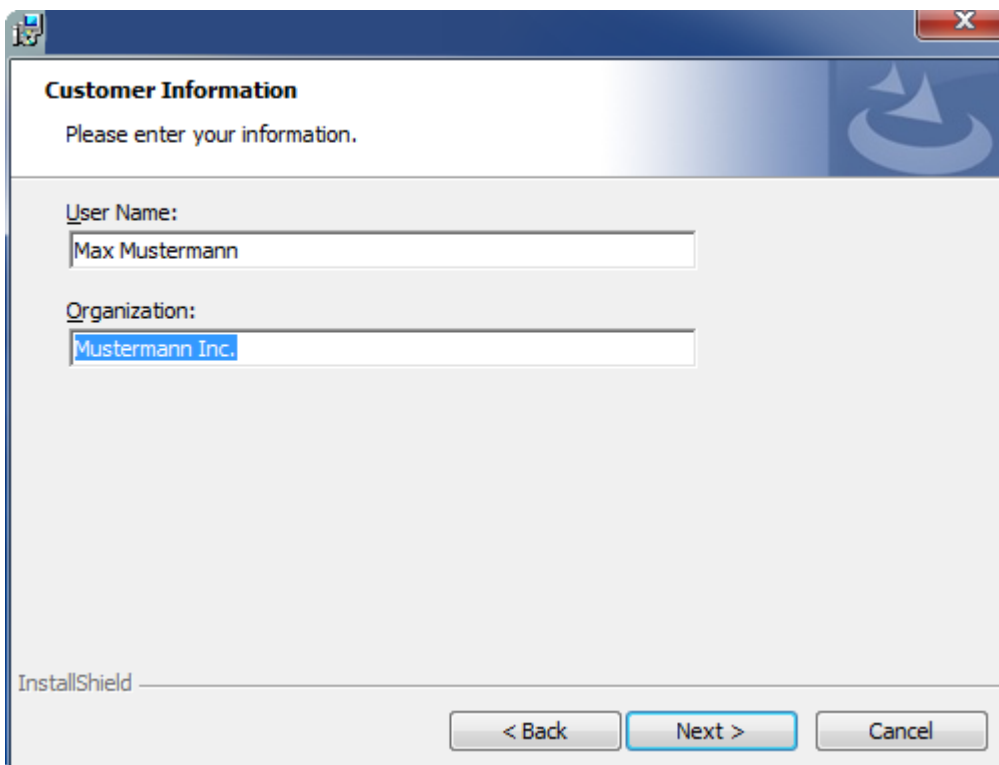 Customer Information
Please enter your information.
User Name:
Max Mustermann
Organization:
Mustermann Inc.
InstallShield
< Back Next > Cancel